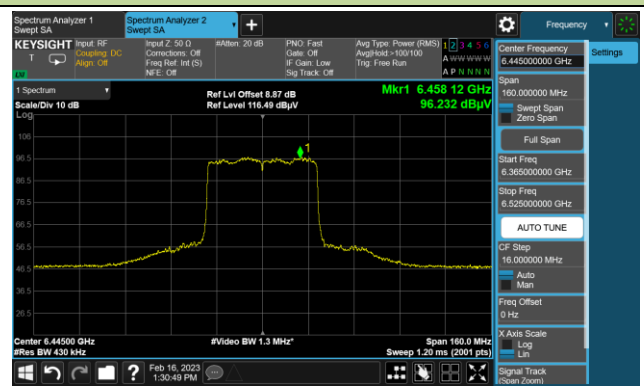 Spectrum Analyzer 1
Swept SA
Spectrum Analyzer 2
Swept SA
Frequency
KEYSIGHT
Input: RF
Coupling: DC
Align: Off
Input Z: 50 Ω
Corrections: Off
Freq Ref: Int (S)
NFE: Off
#Atten: 20 dB
PNO: Fast
Gate: Off
IF Gain: Low
Sig Track: Off
Avg Type: Power (RMS)
Avg|Hold:>100/100
Trig: Free Run
1 2 3 4 5 6
A W W W W W
A P N N N N
LW
1 Spectrum
Scale/Div 10 dB
Log
Ref Lvl Offset 8.87 dB
Ref Level 116.49 dBµV
Mkr1 6.458 12 GHz
96.232 dBµV
1
106
96.5
86.5
76.5
66.5
56.5
46.5
36.5
26.5
Center 6.44500 GHz
#Res BW 430 kHz
#Video BW 1.3 MHz*
Span 160.0 MHz
Sweep 1.20 ms (2001 pts)
Feb 16, 2023
1:30:49 PM
Settings
Center Frequency
6.445000000 GHz
Span
160.000000 MHz
Swept Span
Zero Span
Full Span
Start Freq
6.365000000 GHz
Stop Freq
6.525000000 GHz
AUTO TUNE
CF Step
16.000000 MHz
Auto
Man
Freq Offset
0 Hz
X Axis Scale
Log
Lin
Signal Track
(Span Zoom)